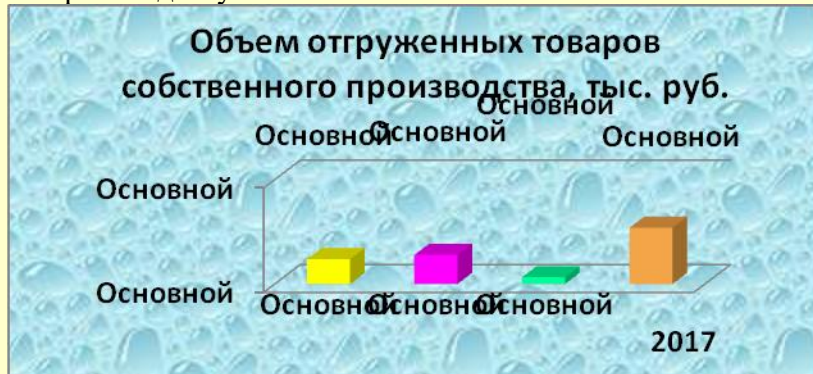 Объем отгруженных товаров
собственного производства, тыс. руб.
Основной
Основной Основной Основной
Основной
Основной
Основной Основной Основной
2017